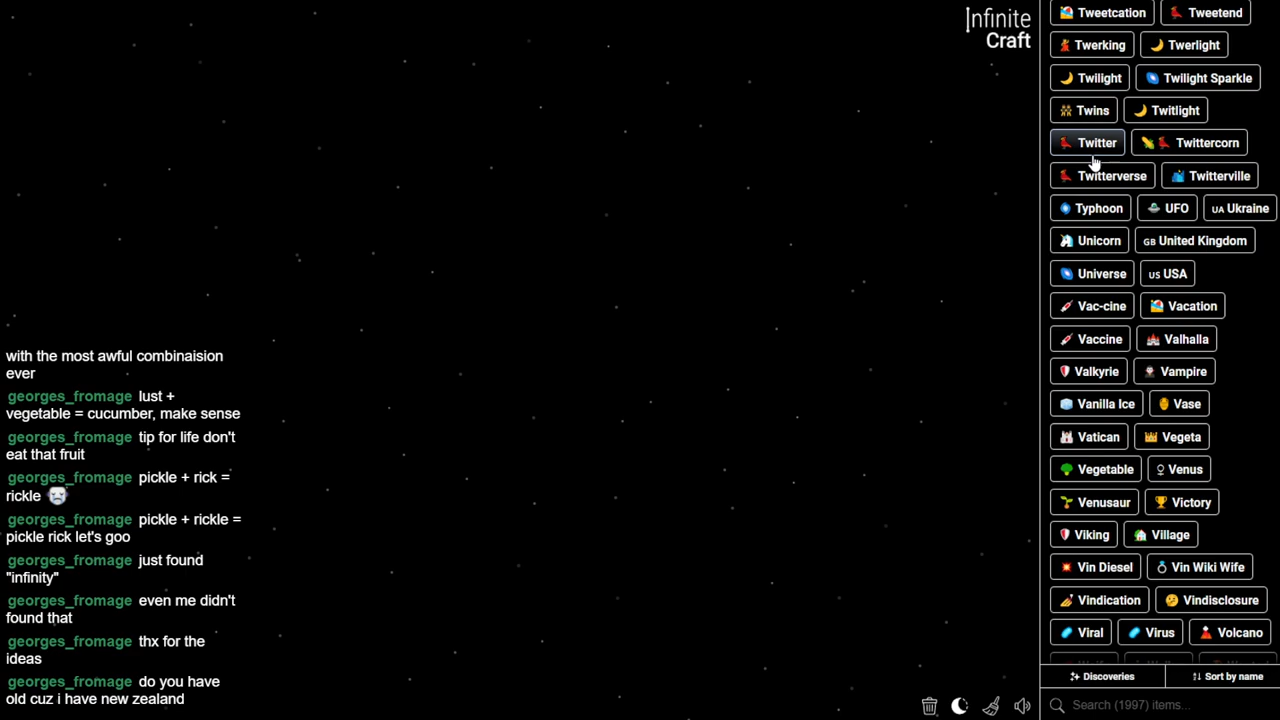 Infinite
Craft
Tweetcation Tweetend
Twerking Twerlight
Twilight Twilight Sparkle
Twins Twitlight
Twitter Twittercorn
Twitterverse Twitterville
Typhoon UFO UA Ukraine
Unicorn GB United Kingdom
Universe US USA
Vac-cine Vacation
Vaccine Valhalla
Valkyrie Vampire
Vanilla Ice Vase
Vatican Vegeta
Vegetable Venus
Venusaur Victory
Viking Village
Vin Diesel Vin Wiki Wife
Vindication Vindisclosure
Viral Virus Volcano
Discoveries Sort by name
Search (1997) items...
with the most awful combinaision
ever
georges_fromage lust +
vegetable = cucumber, make sense
georges_fromage tip for life don't
eat that fruit
georges_fromage pickle + rick =
rickle
georges_fromage pickle + rickle =
pickle rick let's goo
georges_fromage just found
"infinity"
georges_fromage even me didn't
found that
georges_fromage thx for the
ideas
georges_fromage do you have
old cuz i have new zealand